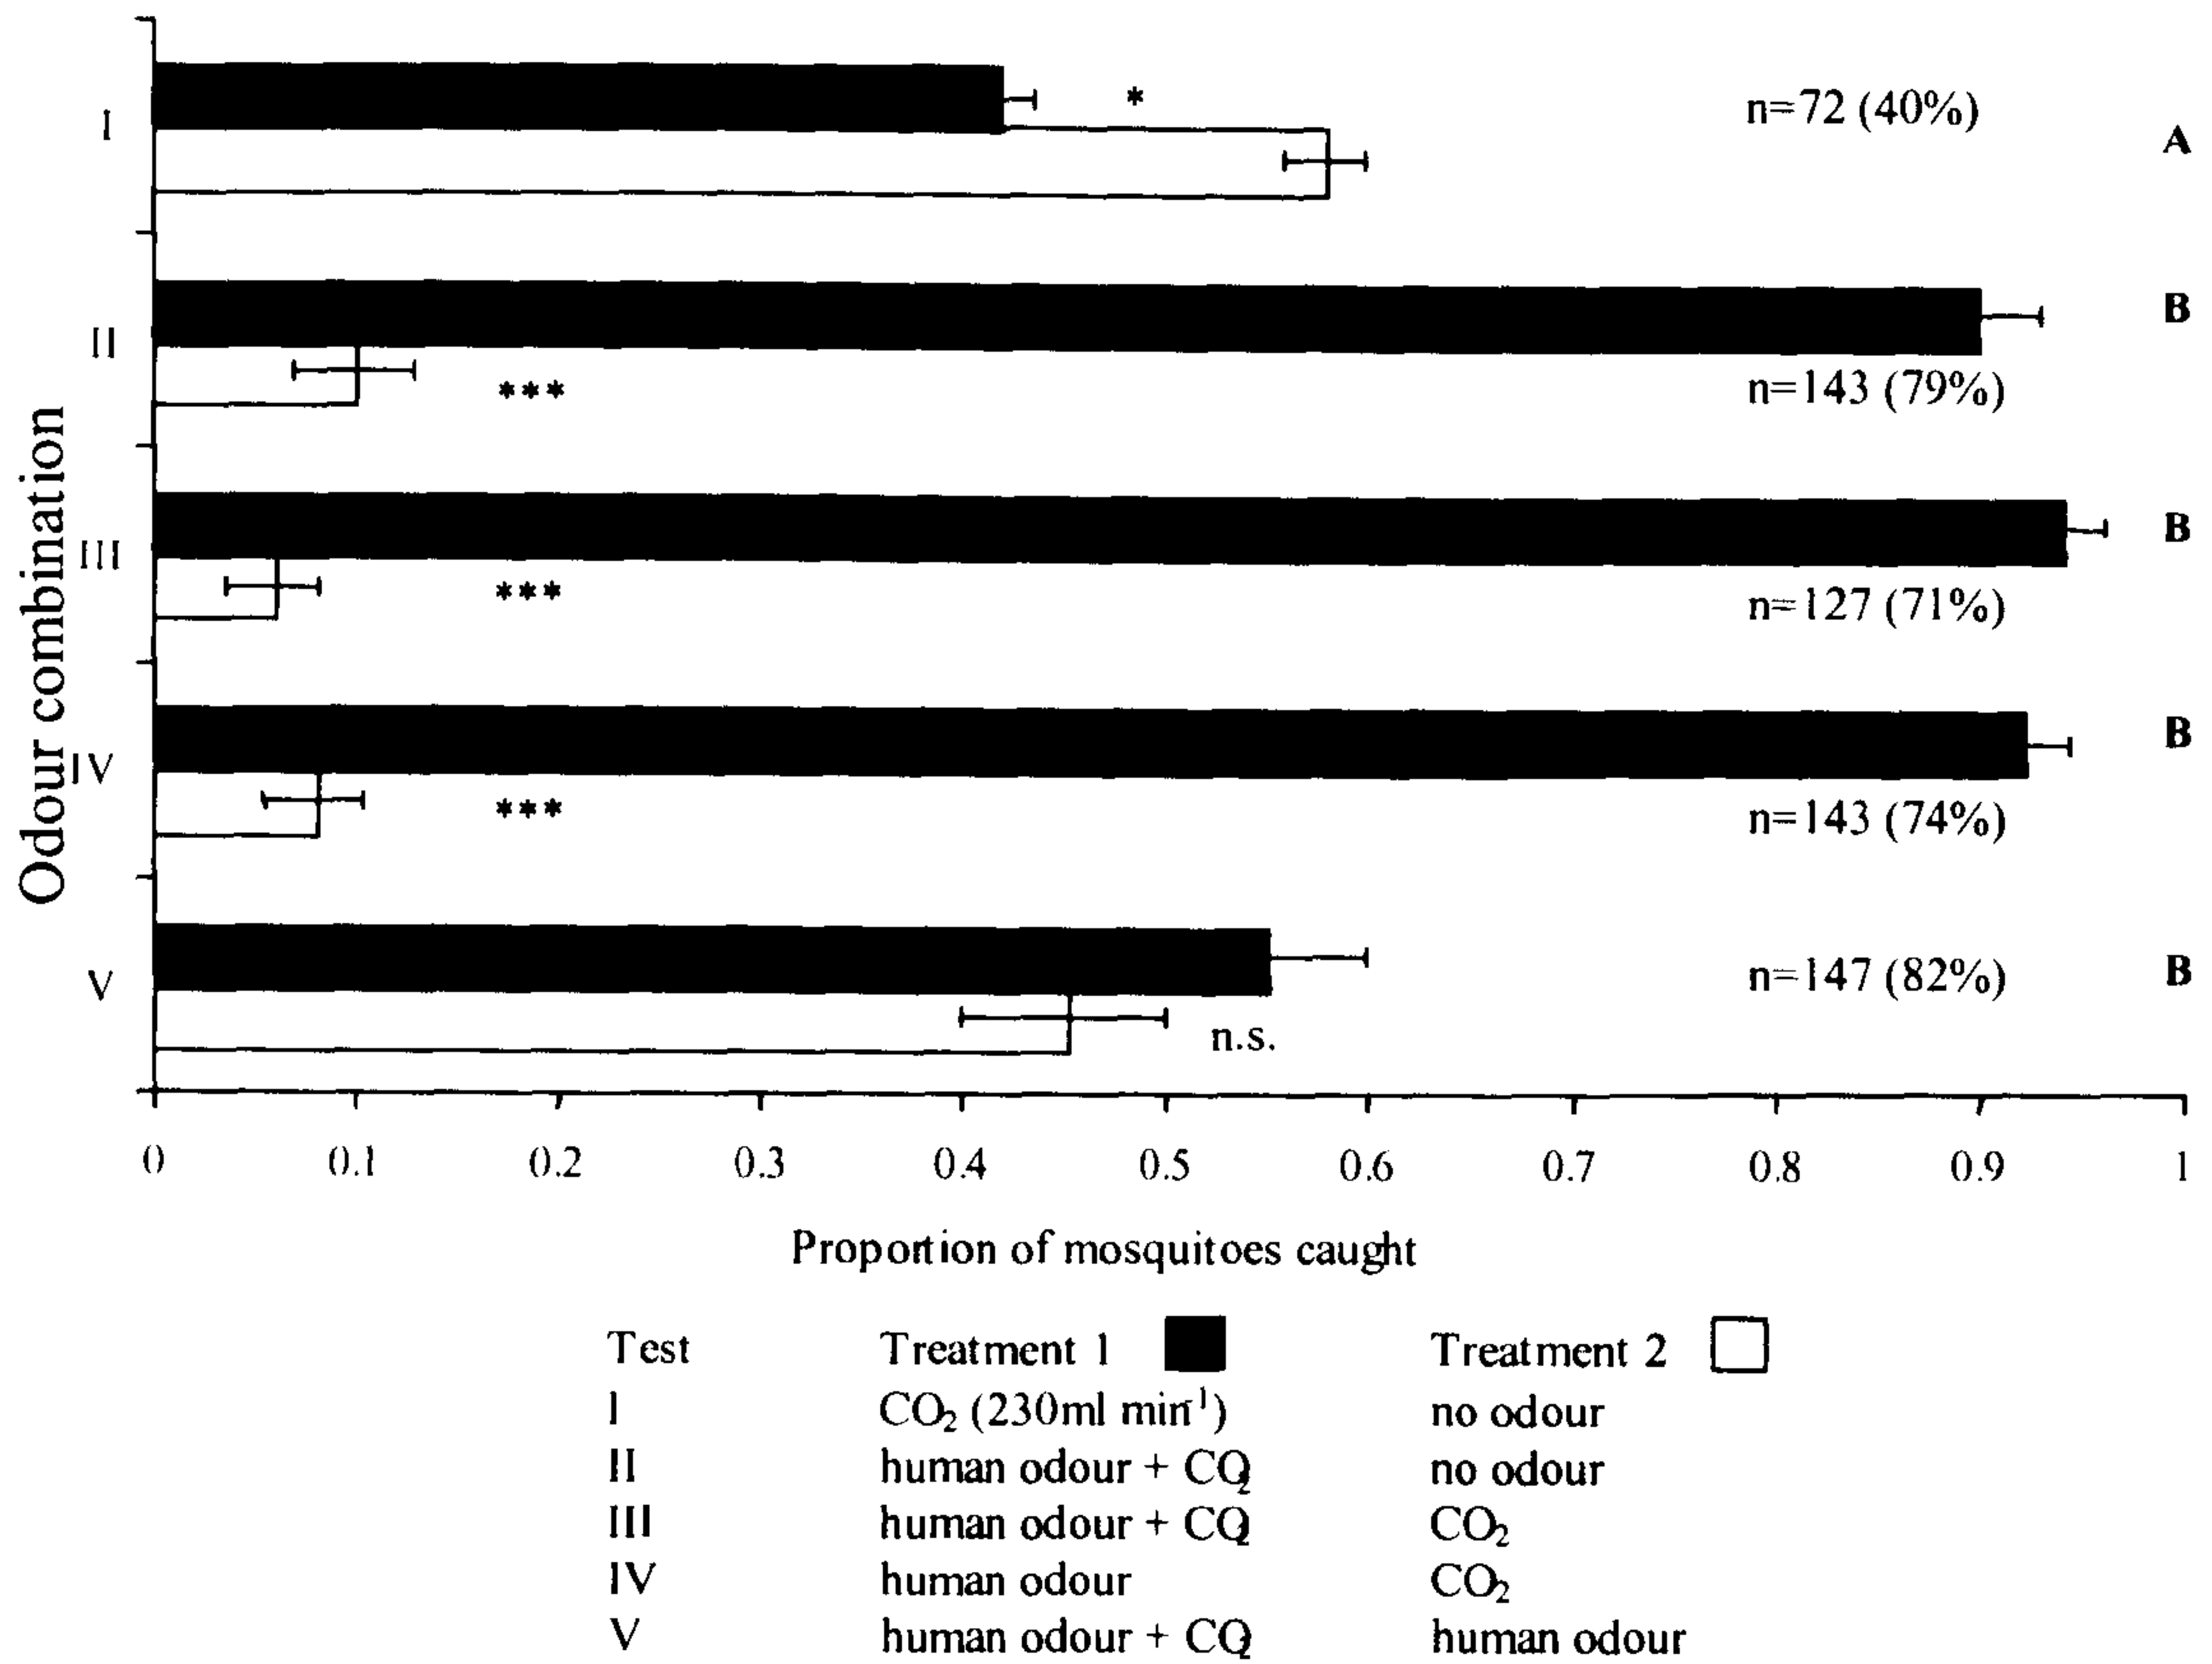 I
*
n=72 (40%)
A
B
II
***
n=143 (79%)
B
III
***
n=127 (71%)
B
IV
***
n=143 (74%)
V
n=147 (82%)
B
n.s.
Odour combination
0 0.1 0.2 0.3 0.4 0.5 0.6 0.7 0.8 0.9 1
Proportion of mosquitoes caught
Test Treatment 1 Treatment 2
I CO₂ (230ml min⁻¹) no odour
II human odour + CO₂ no odour
III human odour + CO₂ CO₂
IV human odour CO₂
V human odour + CO₂ human odour